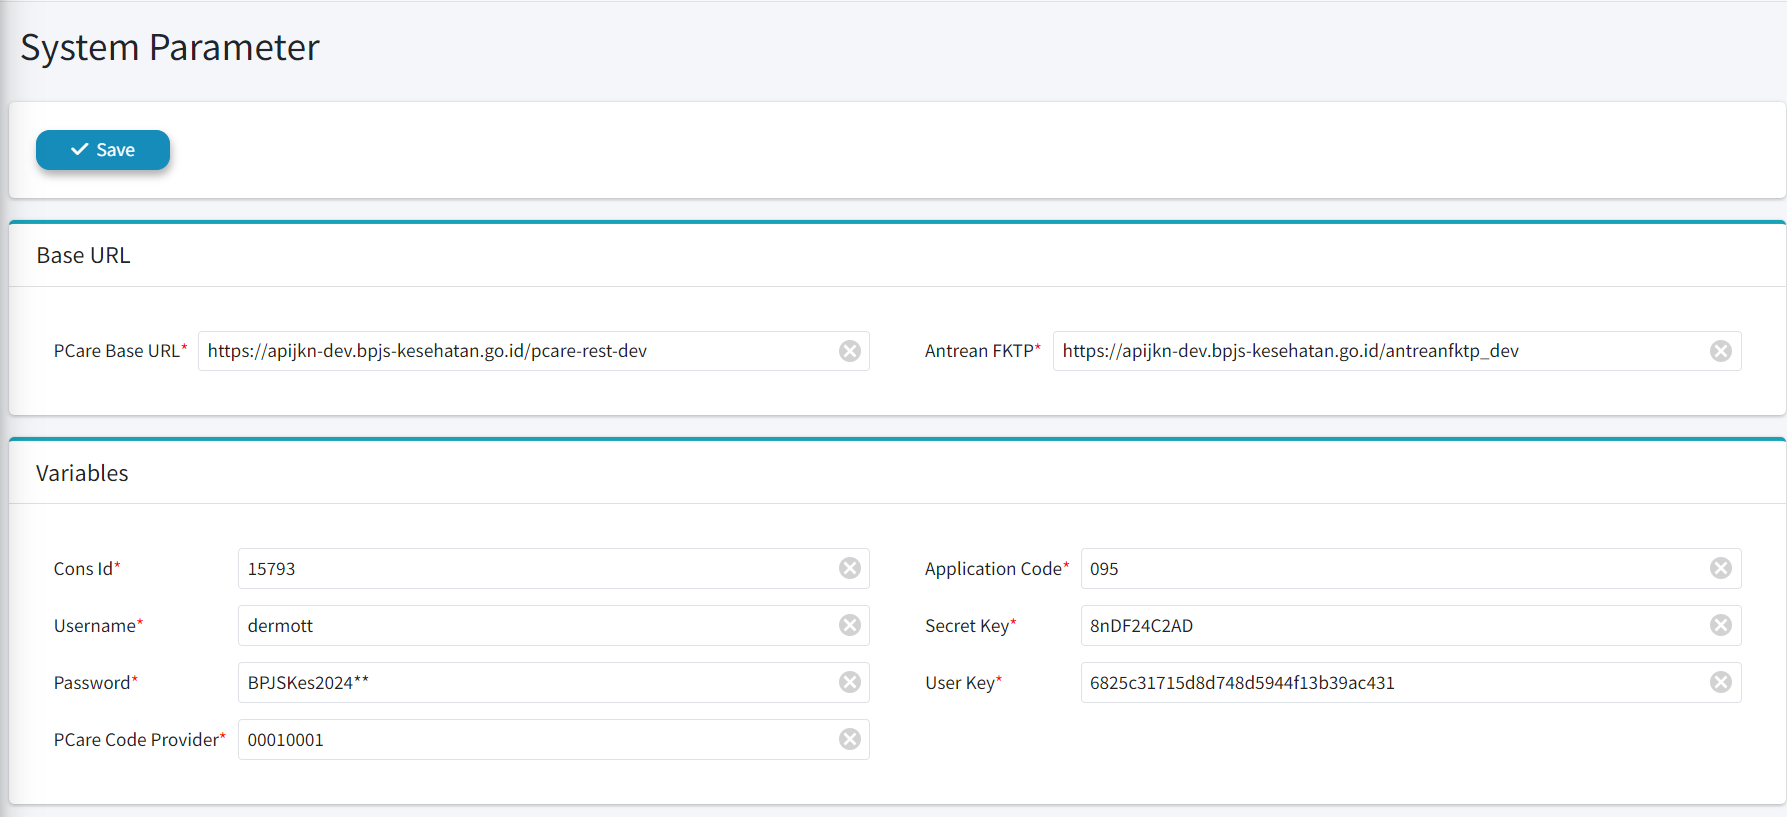 System Parameter
Save
Base URL
PCare Base URL* https://apijkn-dev.bpjs-kesehatan.go.id/pcare-rest-dev
Antrean FKTP* https://apijkn-dev.bpjs-kesehatan.go.id/antreanfktp_dev
Variables
Cons Id* 15793
Application Code* 095
Username* dermott
Secret Key* 8nDF24C2AD
Password* BPJSKes2024**
User Key* 6825c31715d8d748d5944f13b39ac431
PCare Code Provider* 00010001